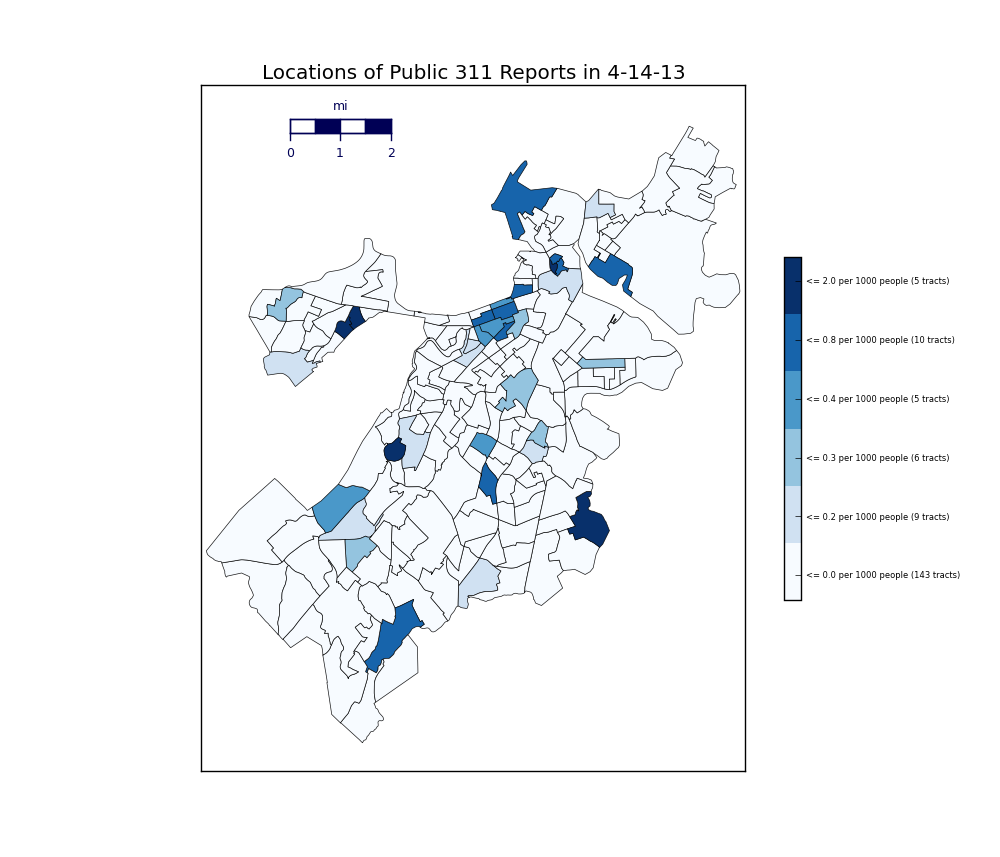 Locations of Public 311 Reports in 4-14-13
mi
0 1 2
<= 2.0 per 1000 people (5 tracts)
<= 0.8 per 1000 people (10 tracts)
<= 0.4 per 1000 people (5 tracts)
<= 0.3 per 1000 people (6 tracts)
<= 0.2 per 1000 people (9 tracts)
<= 0.0 per 1000 people (143 tracts)